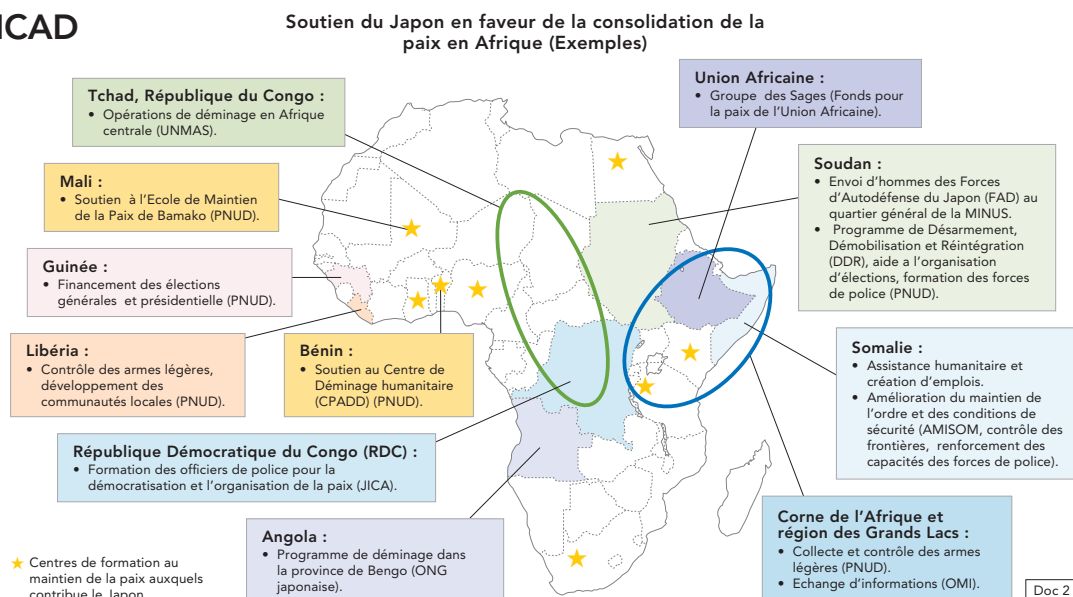 ICAD
Soutien du Japon en faveur de la consolidation de la
paix en Afrique (Exemples)
Tchad, République du Congo :
• Opérations de déminage en Afrique
centrale (UNMAS).
Union Africaine :
• Groupe des Sages (Fonds pour
la paix de l'Union Africaine).
Mali :
• Soutien à l'Ecole de Maintien
de la Paix de Bamako (PNUD).
Soudan :
• Envoi d'hommes des Forces
d'Autodéfense du Japon (FAD) au
quartier général de la MINUS.
• Programme de Désarmement,
Démobilisation et Réintégration
(DDR), aide a l'organisation
d'élections, formation des forces
de police (PNUD).
Guinée :
• Financement des élections
générales et présidentielle (PNUD).
Libéria :
• Contrôle des armes légères,
développement des
communautés locales (PNUD).
Bénin :
• Soutien au Centre de
Déminage humanitaire
(CPADD) (PNUD).
Somalie :
• Assistance humanitaire et
création d'emplois.
• Amélioration du maintien de
l'ordre et des conditions de
sécurité (AMISOM, contrôle des
frontières, renforcement des
capacités des forces de police).
République Démocratique du Congo (RDC) :
• Formation des officiers de police pour la
démocratisation et l'organisation de la paix (JICA).
Angola :
• Programme de déminage dans
la province de Bengo (ONG
japonaise).
Corne de l'Afrique et
région des Grands Lacs :
• Collecte et contrôle des armes
légères (PNUD).
• Echange d'informations (OMI).
★ Centres de formation au
maintien de la paix auxquels
contribue le Japon
Doc 2